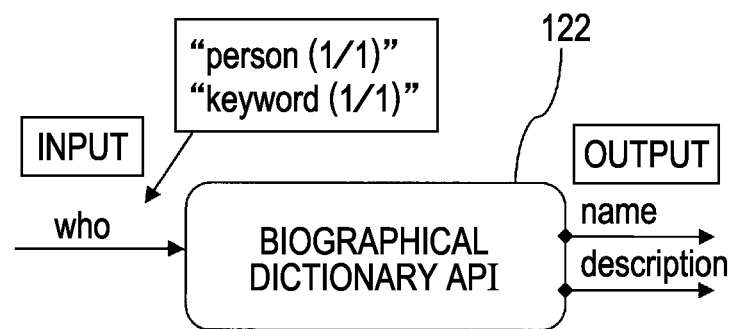 “person (1/1)”
“keyword (1/1)”
122
INPUT
OUTPUT
who
name
BIOGRAPHICAL
DICTIONARY API
description